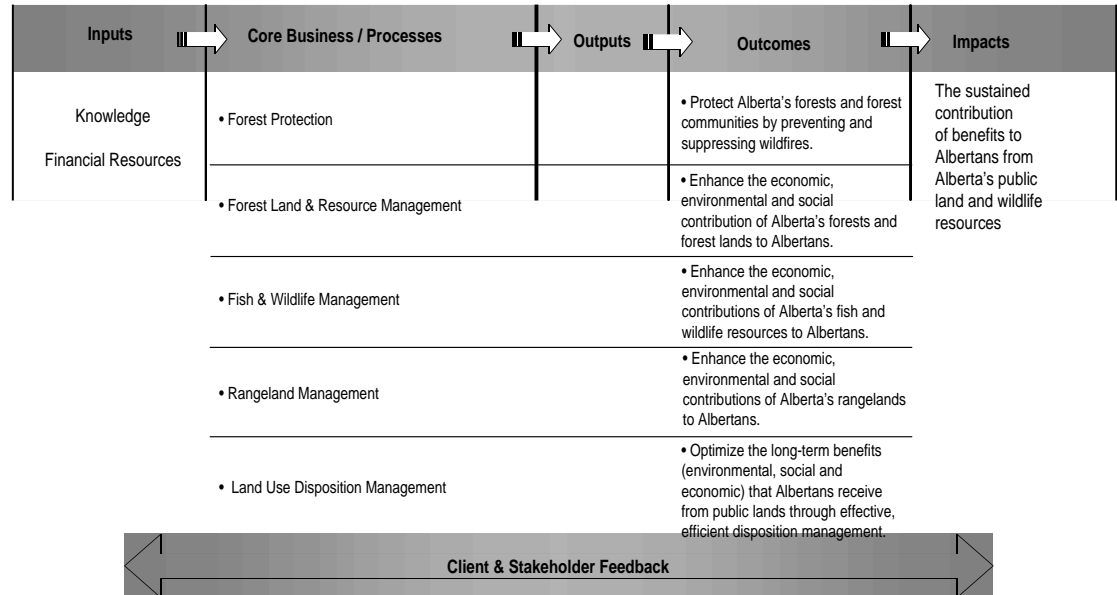 Inputs
Core Business / Processes
Outputs
Outcomes
Impacts
Knowledge
Financial Resources
• Forest Protection
• Protect Alberta's forests and forest
communities by preventing and
suppressing wildfires.
The sustained
contribution
of benefits to
Albertans from
Alberta's public
land and wildlife
resources
• Forest Land & Resource Management
• Enhance the economic,
environmental and social
contribution of Alberta's forests and
forest lands to Albertans.
• Fish & Wildlife Management
• Enhance the economic,
environmental and social
contributions of Alberta's fish and
wildlife resources to Albertans.
• Rangeland Management
• Enhance the economic,
environmental and social
contributions of Alberta's rangelands
to Albertans.
• Land Use Disposition Management
• Optimize the long-term benefits
(environmental, social and
economic) that Albertans receive
from public lands through effective,
efficient disposition management.
Client & Stakeholder Feedback